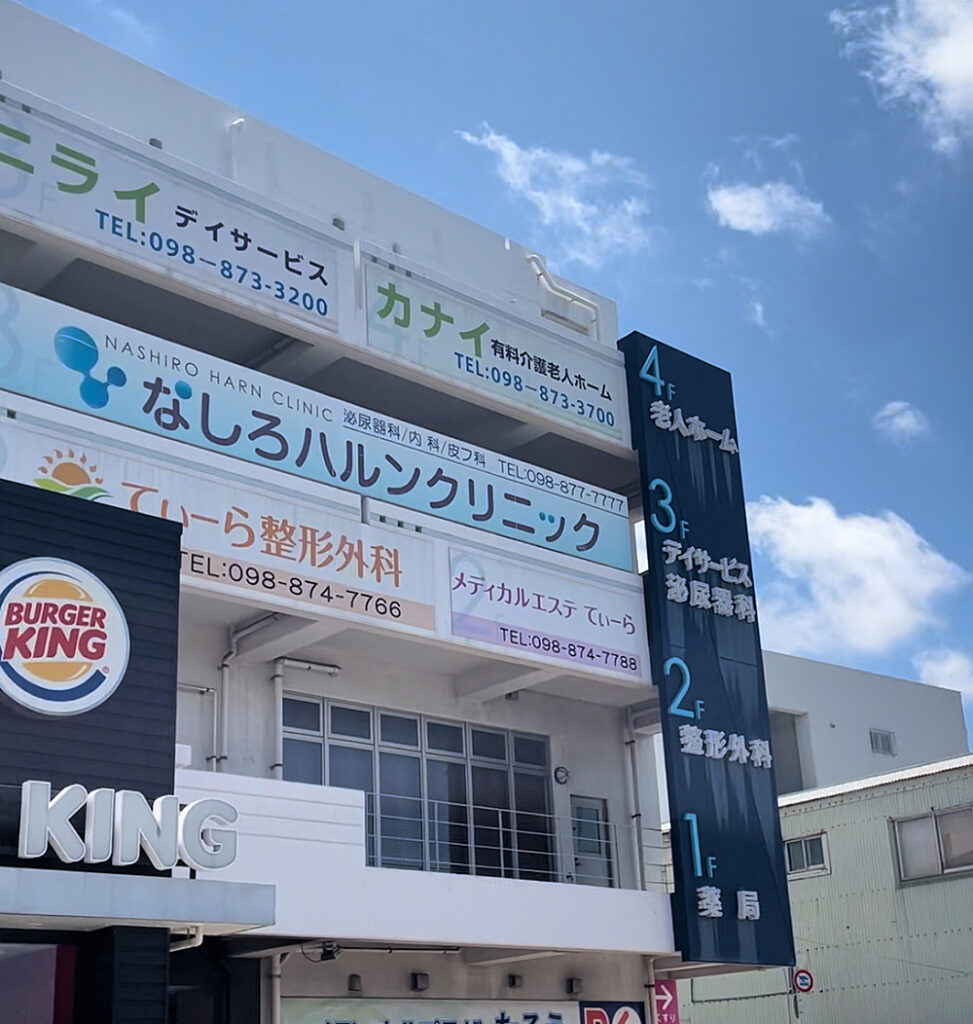 ニライ デイサービス
TEL:098-873-3200
カナイ 有料介護老人ホーム
TEL:098-873-3700
NASHIRO HARN CLINIC
泌尿器科/内 科/皮フ科 TEL:098-877-7777
なしろハルンクリニック
てぃーら整形外科
TEL:098-874-7766
メディカルエステ てぃーら
TEL:098-874-7788
BURGER
KING
®
KING
4F
老人ホーム
3F
デイサービス
泌尿器科
2F
整形外科
1F
薬局
くすり